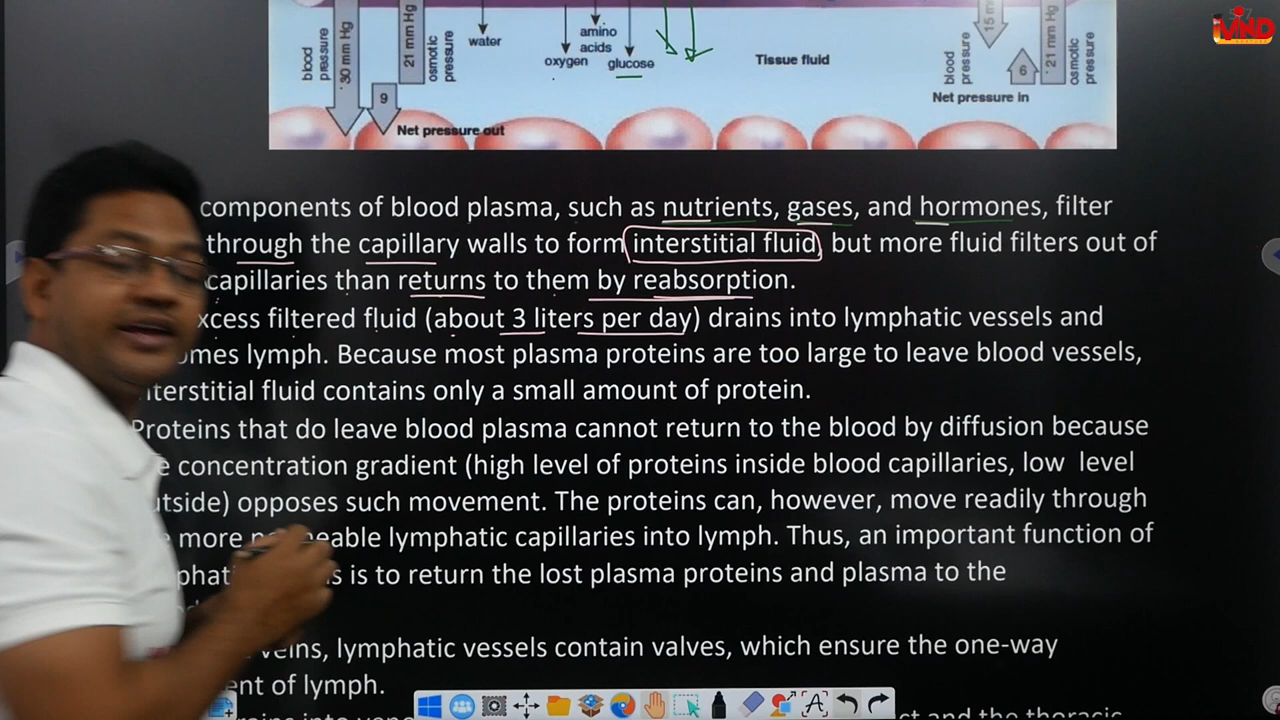 MND
blood pressure
30 mm Hg
21 mm Hg
osmotic pressure
9
Net pressure out
water
oxygen
amino acids
glucose
Tissue fluid
blood pressure
15 m
6
21 mm Hg
osmotic pressure
Net pressure in
components of blood plasma, such as nutrients, gases, and hormones, filter
through the capillary walls to form interstitial fluid, but more fluid filters out of
capillaries than returns to them by reabsorption.
xcess filtered fluid (about 3 liters per day) drains into lymphatic vessels and
omes lymph. Because most plasma proteins are too large to leave blood vessels,
nterstitial fluid contains only a small amount of protein.
Proteins that do leave blood plasma cannot return to the blood by diffusion because
e concentration gradient (high level of proteins inside blood capillaries, low level
utside) opposes such movement. The proteins can, however, move readily through
more permeable lymphatic capillaries into lymph. Thus, an important function of
phati s is to return the lost plasma proteins and plasma to the
veins, lymphatic vessels contain valves, which ensure the one-way
ent of lymph.
ct and the thoracic